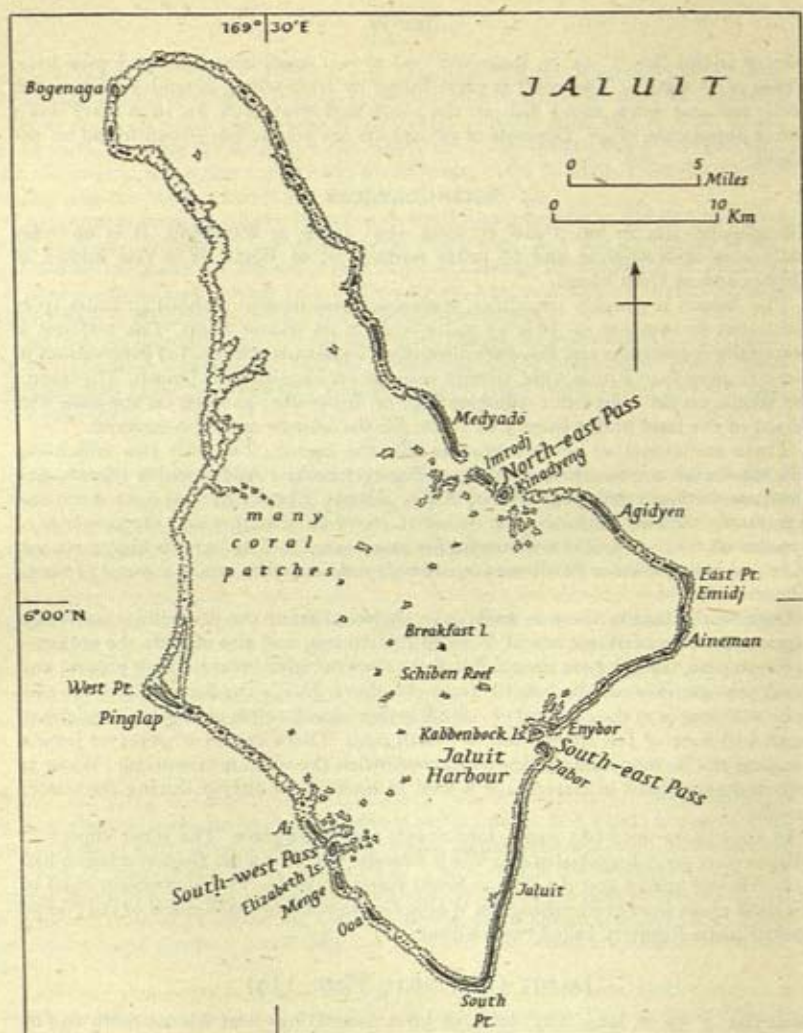 169° 30'E
JALUIT
Bogenaga
0 5
Miles
0 10
Km
Medyado
Imrodj
North-east Pass
Kinadyeng
many
coral
patches
Agidyen
East Pt.
Emidj
6°00'N
Breakfast I.
Aineman
Schiben Reef
West Pt.
Pinglap
Kabbenbock Is.
Enybor
South-east Pass
Jaluit
Harbour
Jabor
Ai
South-west Pass
Elizabeth Is.
Menge
Jaluit
Ooai
South
Pt.